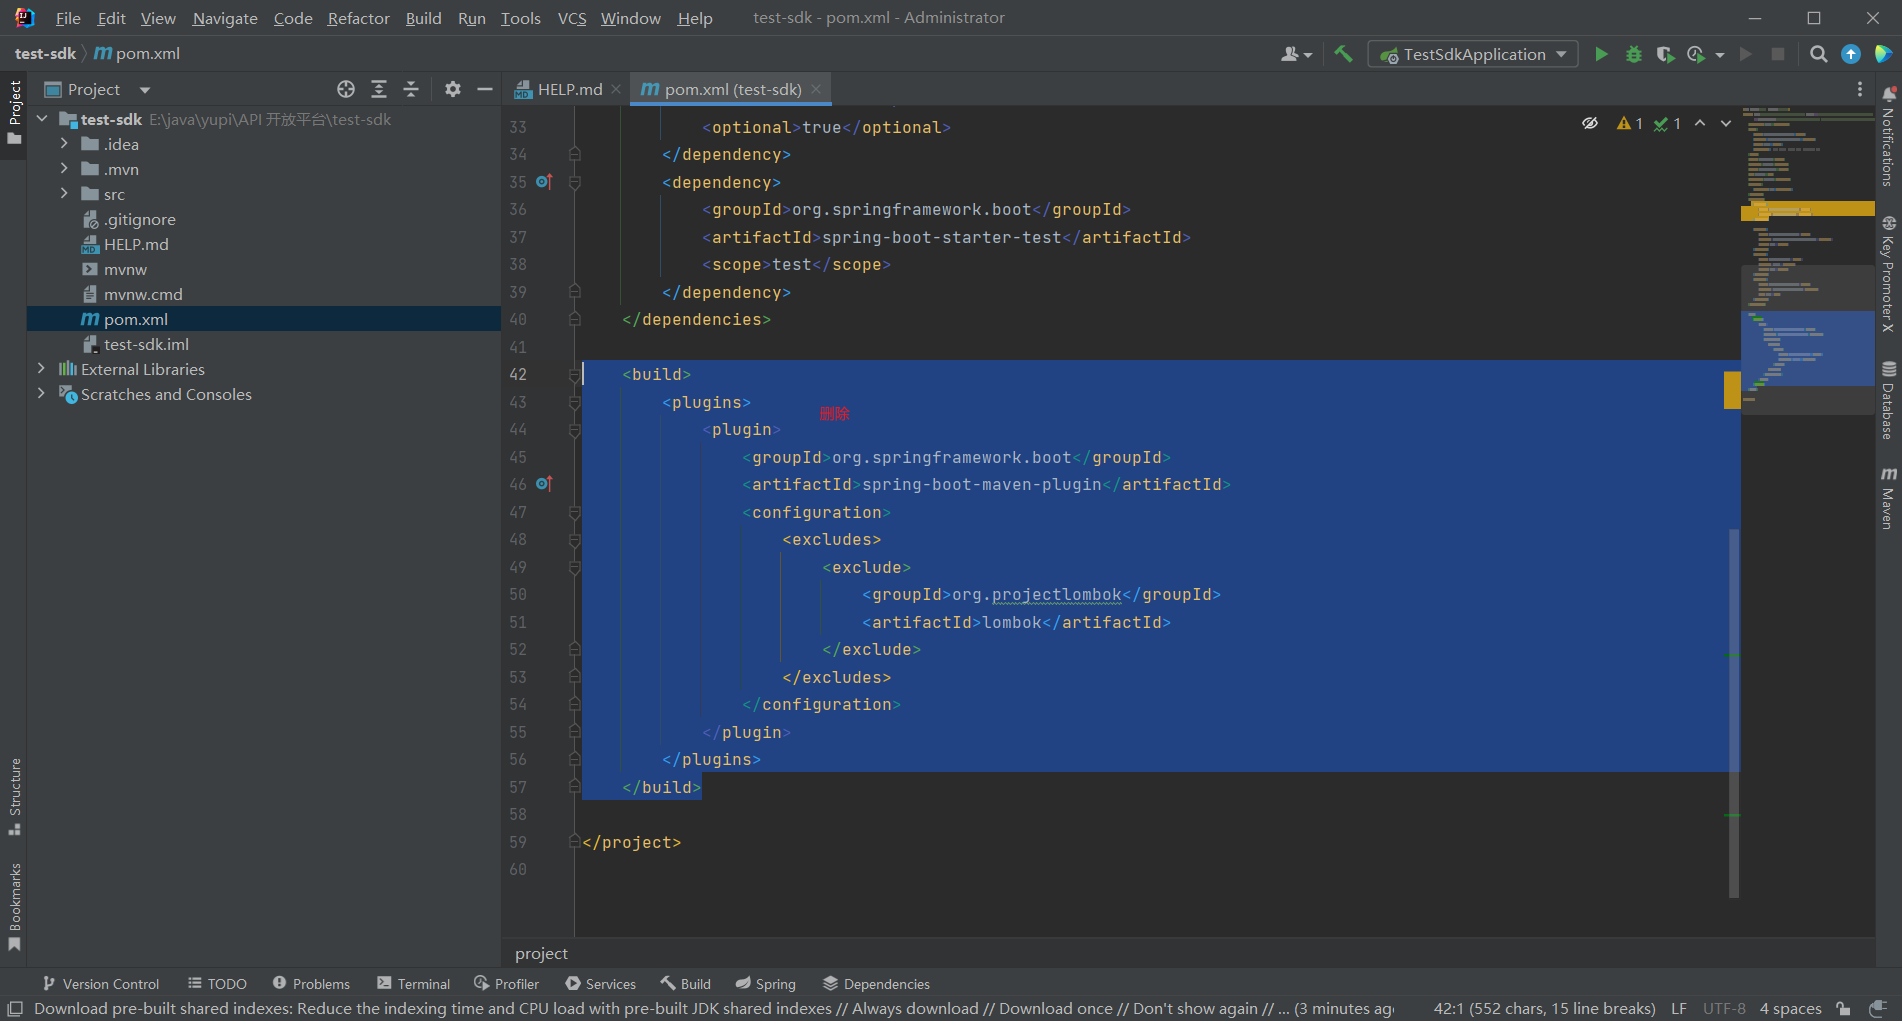 File Edit View Navigate Code Refactor Build Run Tools VCS Window Help test-sdk - pom.xml - Administrator
test-sdk pom.xml TestSdkApplication
Project HELP.md pom.xml (test-sdk)
test-sdk E:\java\yupi\API 开放平台\test-sdk
.idea
.mvn
src
.gitignore
HELP.md
mvnw
mvnw.cmd
pom.xml
test-sdk.iml
External Libraries
Scratches and Consoles
Project
Structure
Bookmarks
1 1
33 <optional>true</optional>
34 </dependency>
35 <dependency>
36 <groupId>org.springframework.boot</groupId>
37 <artifactId>spring-boot-starter-test</artifactId>
38 <scope>test</scope>
39 </dependency>
40 </dependencies>
41
42 <build>
43 <plugins>
删除
44 <plugin>
45 <groupId>org.springframework.boot</groupId>
46 <artifactId>spring-boot-maven-plugin</artifactId>
47 <configuration>
48 <excludes>
49 <exclude>
50 <groupId>org.projectlombok</groupId>
51 <artifactId>lombok</artifactId>
52 </exclude>
53 </excludes>
54 </configuration>
55 </plugin>
56 </plugins>
57 </build>
58
59 </project>
60
project
Notifications
Key Promoter X
Database
Maven
Version Control TODO Problems Terminal Profiler Services Build Spring Dependencies
Download pre-built shared indexes: Reduce the indexing time and CPU load with pre-built JDK shared indexes // Always download // Download once // Don't show again // ... (3 minutes ag 42:1 (552 chars, 15 line breaks) LF UTF-8 4 spaces